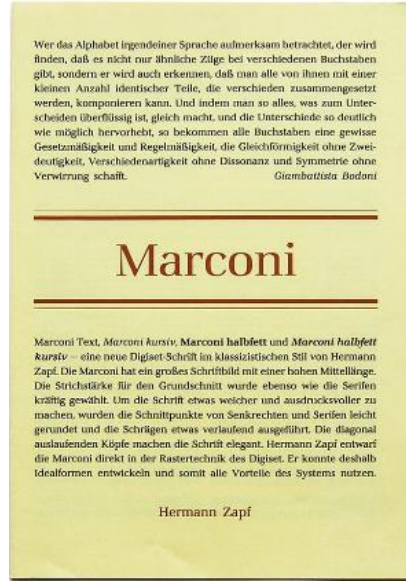 Wer das Alphabet irgendeiner Sprache aufmerksam betrachtet, der wird
finden, daß es nicht nur ähnliche Züge bei verschiedenen Buchstaben
gibt, sondern er wird auch erkennen, daß man alle von ihnen mit einer
kleinen Anzahl identischer Teile, die verschieden zusammengesetzt
werden, komponieren kann. Und indem man so alles, was zum Unter-
scheiden überflüssig ist, gleich macht, und die Unterschiede so deutlich
wie möglich hervorhebt, so bekommen alle Buchstaben eine gewisse
Gesetzmäßigkeit und Regelmäßigkeit, die Gleichförmigkeit ohne Zwei-
deutigkeit, Verschiedenartigkeit ohne Dissonanz und Symmetrie ohne
Verwirrung schafft. Giambattista Bodoni
Marconi
Marconi Text, Marconi kursiv, Marconi halbfett und Marconi halbfett
kursiv – eine neue Digiset-Schrift im klassizistischen Stil von Hermann
Zapf. Die Marconi hat ein großes Schriftbild mit einer hohen Mittellänge.
Die Strichstärke für den Grundschnitt wurde ebenso wie die Serifen
kräftig gewählt. Um die Schrift etwas weicher und ausdrucksvoller zu
machen, wurden die Schnittpunkte von Senkrechten und Serifen leicht
gerundet und die Schrägen etwas verlaufend ausgeführt. Die diagonal
auslaufenden Köpfe machen die Schrift elegant. Hermann Zapf entwarf
die Marconi direkt in der Rastertechnik des Digiset. Er konnte deshalb
Idealformen entwickeln und somit alle Vorteile des Systems nutzen.
Hermann Zapf